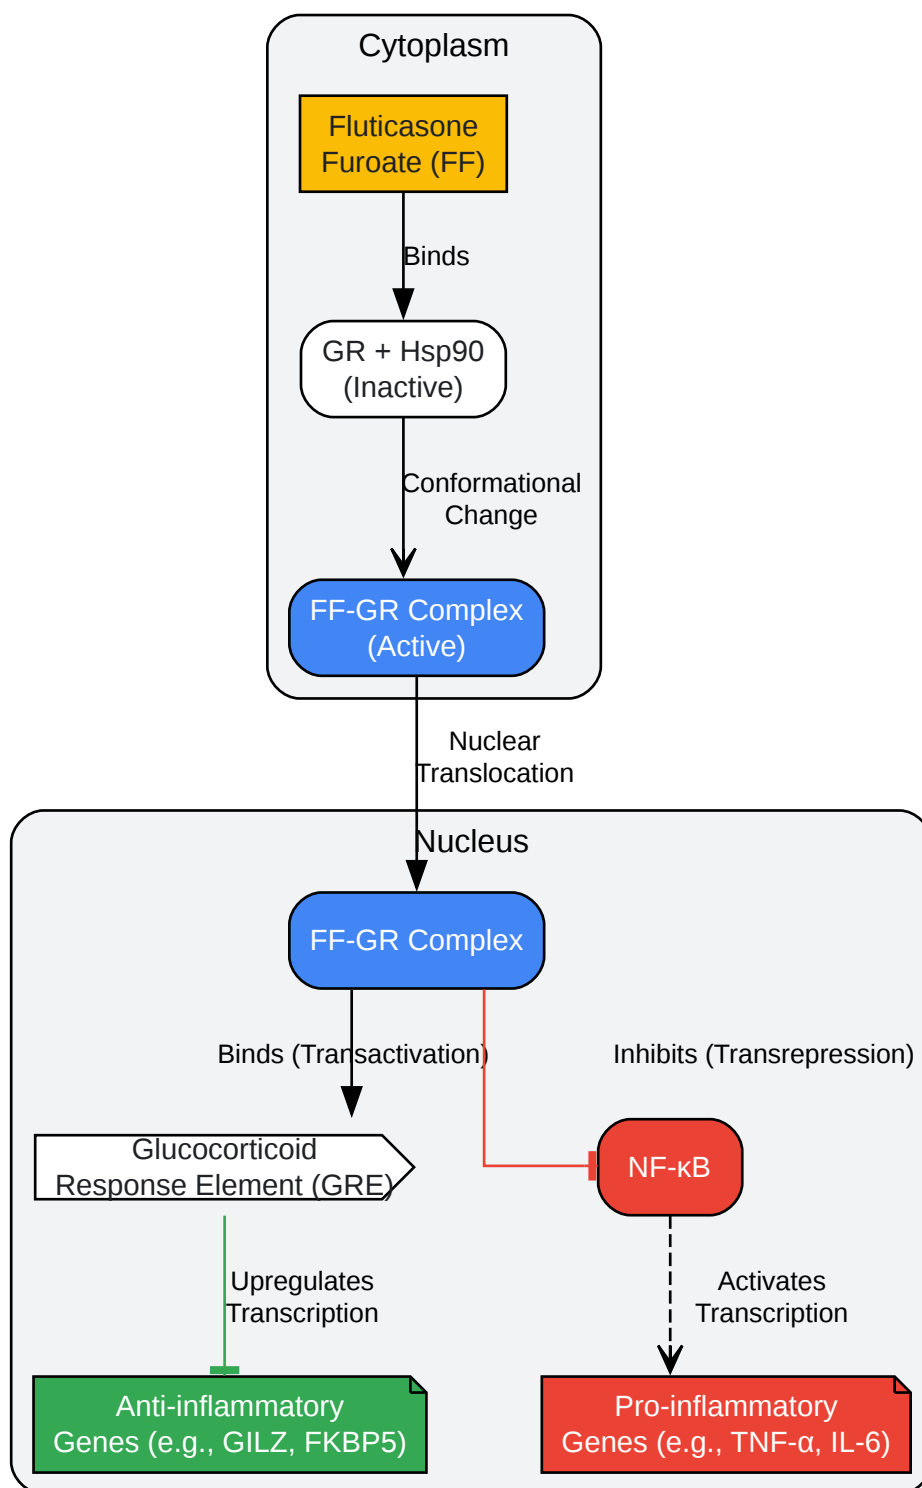 Cytoplasm
Fluticasone
Furoate (FF)
Binds
GR + Hsp90
(Inactive)
Conformational
Change
FF-GR Complex
(Active)
Nuclear
Translocation
Nucleus
FF-GR Complex
Binds (Transactivation)
Inhibits (Transrepression)
Glucocorticoid
Response Element (GRE)
NF-κB
Upregulates
Transcription
Activates
Transcription
Anti-inflammatory
Genes (e.g., GILZ, FKBP5)
Pro-inflammatory
Genes (e.g., TNF-α, IL-6)